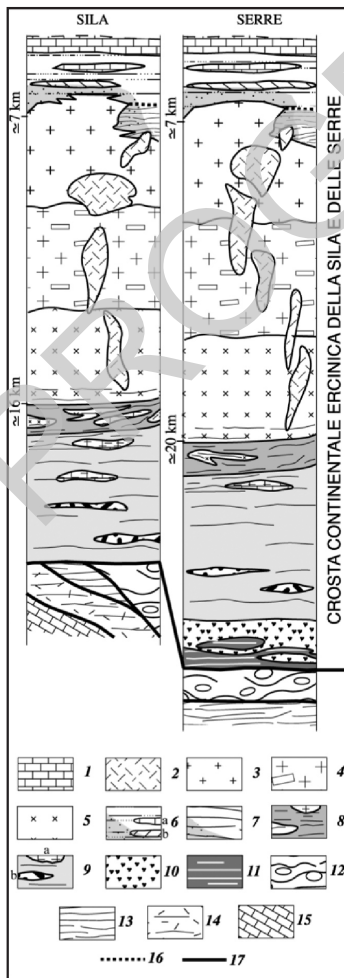 SILA SERRE
≃7 km
≃7 km
≃16 km
≃20 km
CROSTA CONTINENTALE ERCINICA DELLA SILA E DELLE SERRE
1 2 3 4
a
b
5 6 7 8
a
b
9 10 11 12
13 14 15
16 17